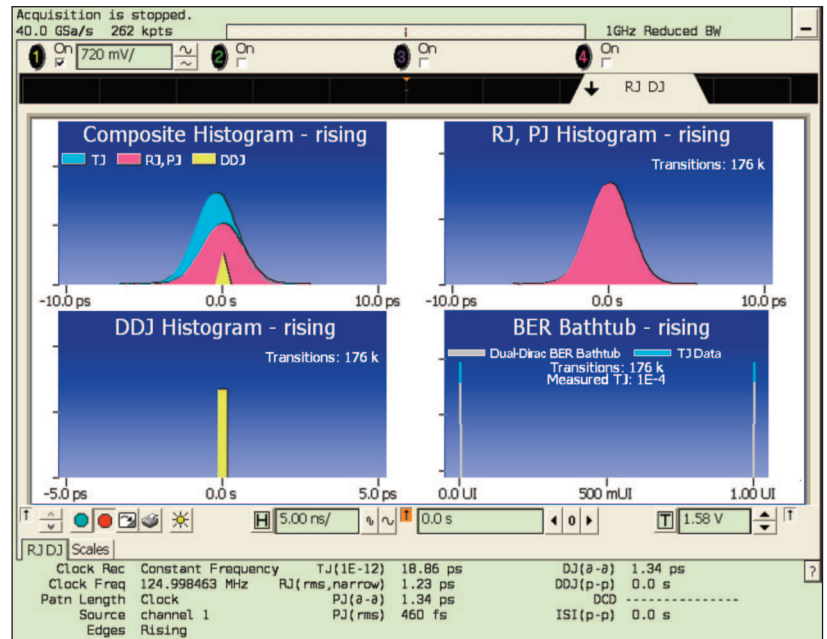 Acquisition is stopped.
40.0 GSa/s 262 kpts
1GHz Reduced BW
1 On 720 mV/ 2 On 3 On 4 On
RJ DJ
Composite Histogram - rising
TJ RJ,PJ DDJ
-10.0 ps 0.0 s 10.0 ps
RJ, PJ Histogram - rising
Transitions: 176 k
-10.0 ps 0.0 s 10.0 ps
DDJ Histogram - rising
Transitions: 176 k
-5.0 ps 0.0 s 5.0 ps
BER Bathtub - rising
Dual-Dirac BER Bathtub TJ Data
Transitions: 176 k
Measured TJ: 1E-4
0.0 UI 500 mUI 1.00 UI
H 5.00 ns/ T 0.0 s 0 T 1.58 V T
RJDJ Scales
Clock Rec Constant Frequency TJ(1E-12) 18.86 ps DJ(∂-∂) 1.34 ps ?
Clock Freq 124.998463 MHz RJ(rms,narrow) 1.23 ps DDJ(p-p) 0.0 s
Patn Length Clock PJ(∂-∂) 1.34 ps DCD ---------------
Source channel 1 PJ(rms) 460 fs ISI(p-p) 0.0 s
Edges Rising